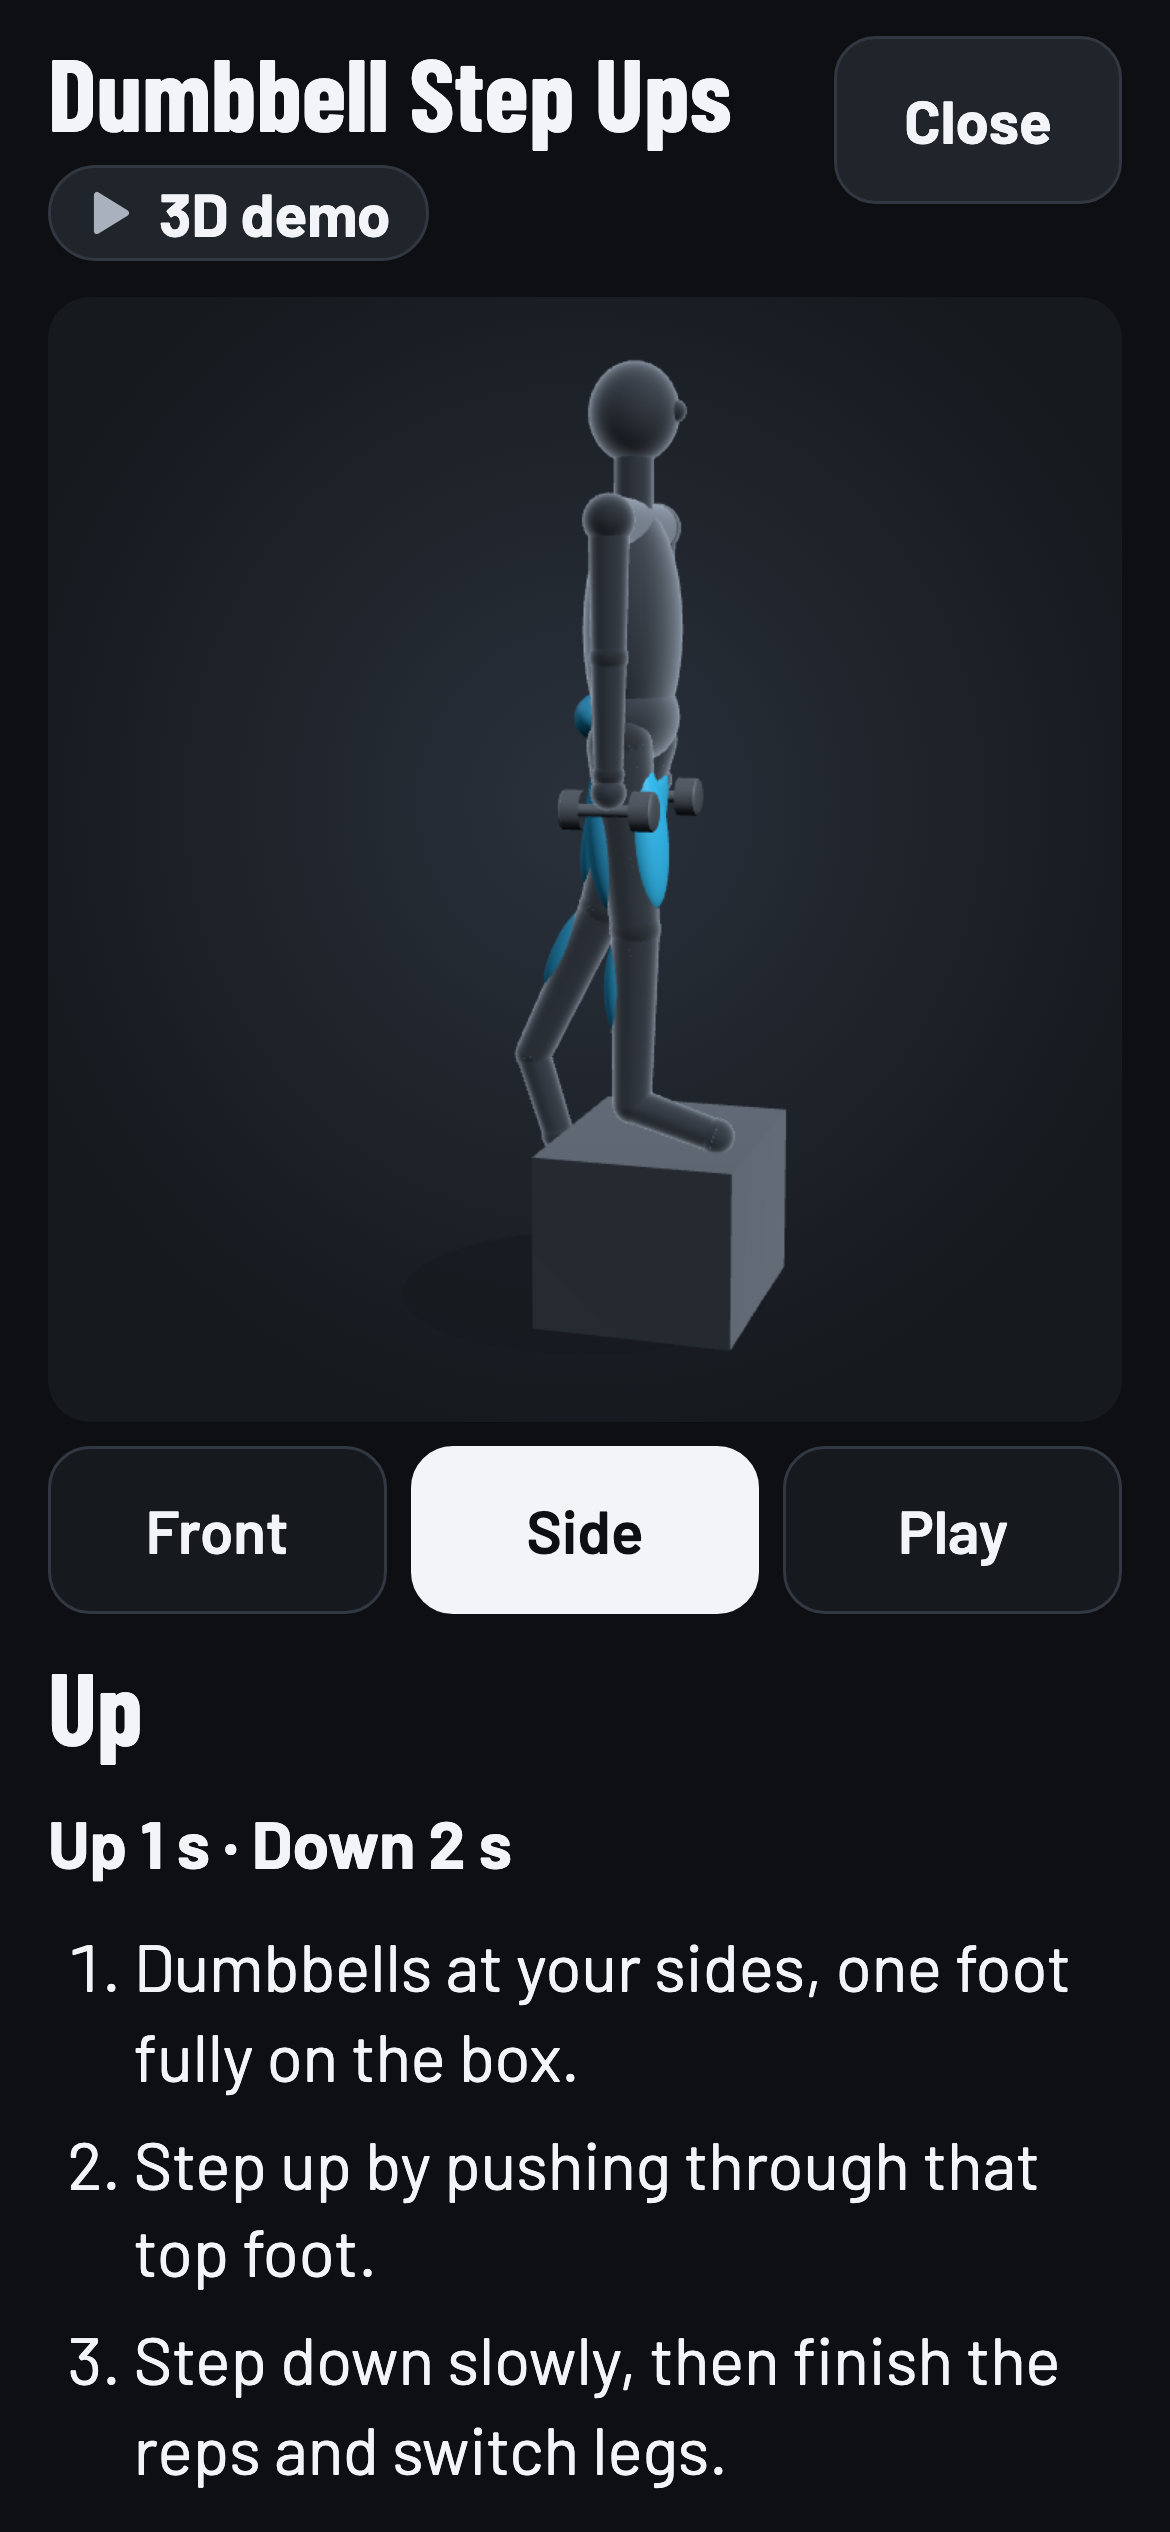 Dumbbell Step Ups
Close
3D demo
Front
Side
Play
Up
Up 1 s · Down 2 s
1. Dumbbells at your sides, one foot
fully on the box.
2. Step up by pushing through that
top foot.
3. Step down slowly, then finish the
reps and switch legs.